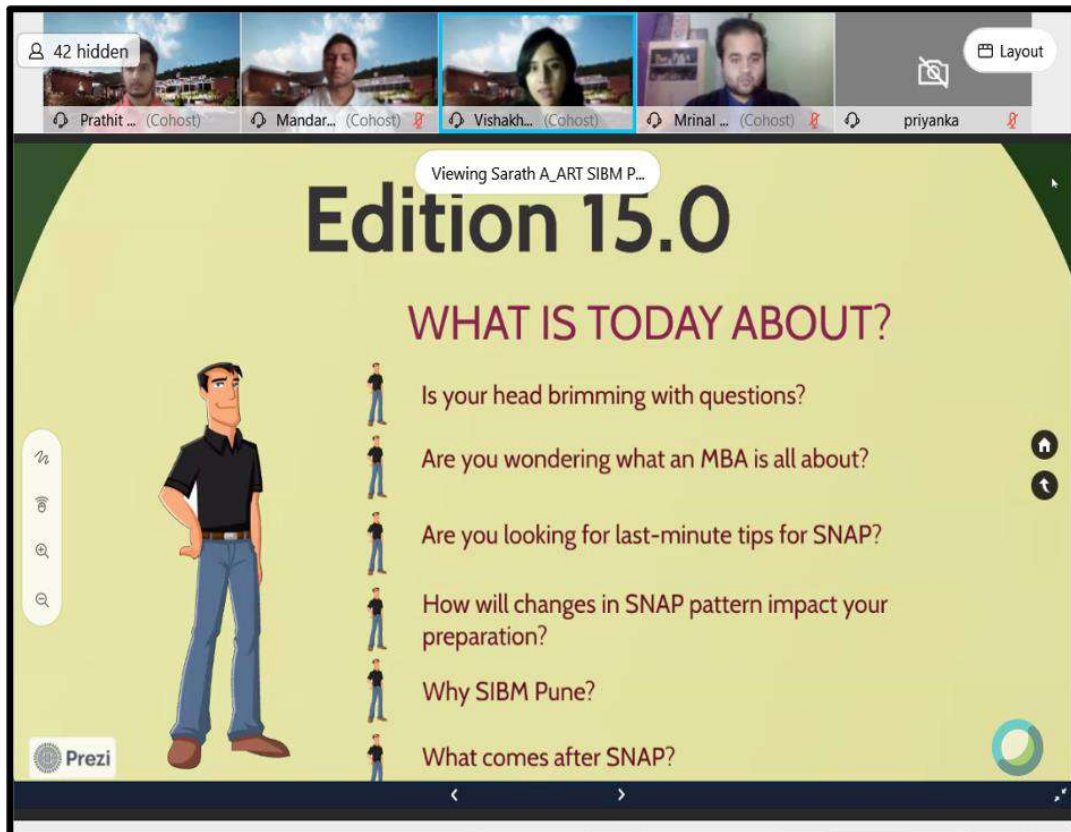 42 hidden
Layout
Prathit ... (Cohost)
Mandar... (Cohost)
Vishakh... (Cohost)
Mrinal ... (Cohost)
priyanka
Viewing Sarath A_ART SIBM P...
Edition 15.0
WHAT IS TODAY ABOUT?
Is your head brimming with questions?
Are you wondering what an MBA is all about?
Are you looking for last-minute tips for SNAP?
How will changes in SNAP pattern impact your
preparation?
Why SIBM Pune?
What comes after SNAP?
Prezi